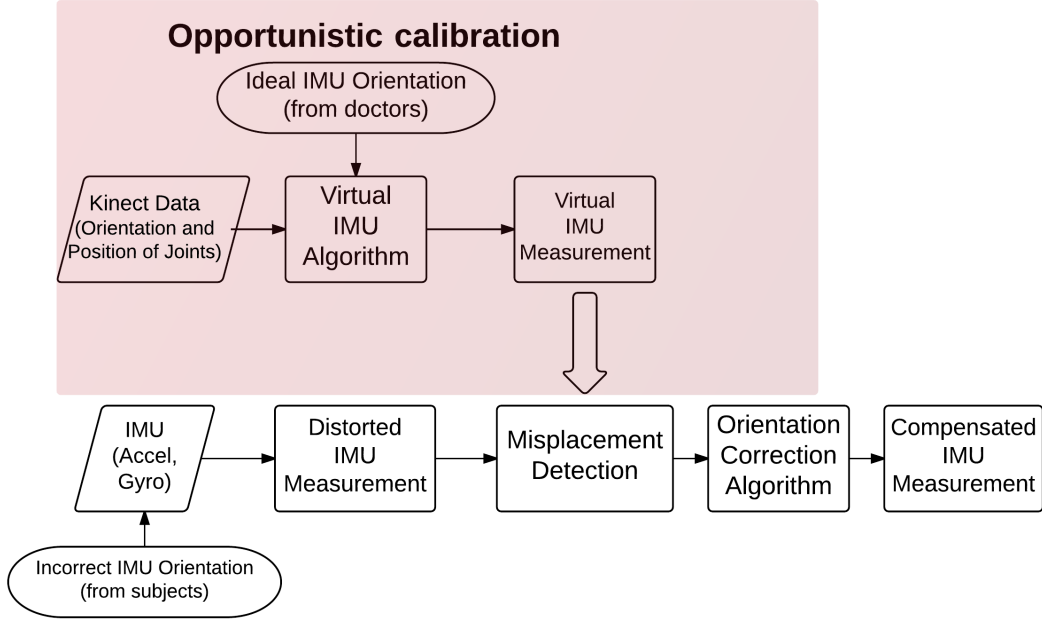 Opportunistic calibration
Ideal IMU Orientation
(from doctors)
Kinect Data
(Orientation and
Position of Joints)
Virtual
IMU
Algorithm
Virtual
IMU
Measurement
IMU
(Accel,
Gyro)
Distorted
IMU
Measurement
Misplacement
Detection
Orientation
Correction
Algorithm
Compensated
IMU
Measurement
Incorrect IMU Orientation
(from subjects)